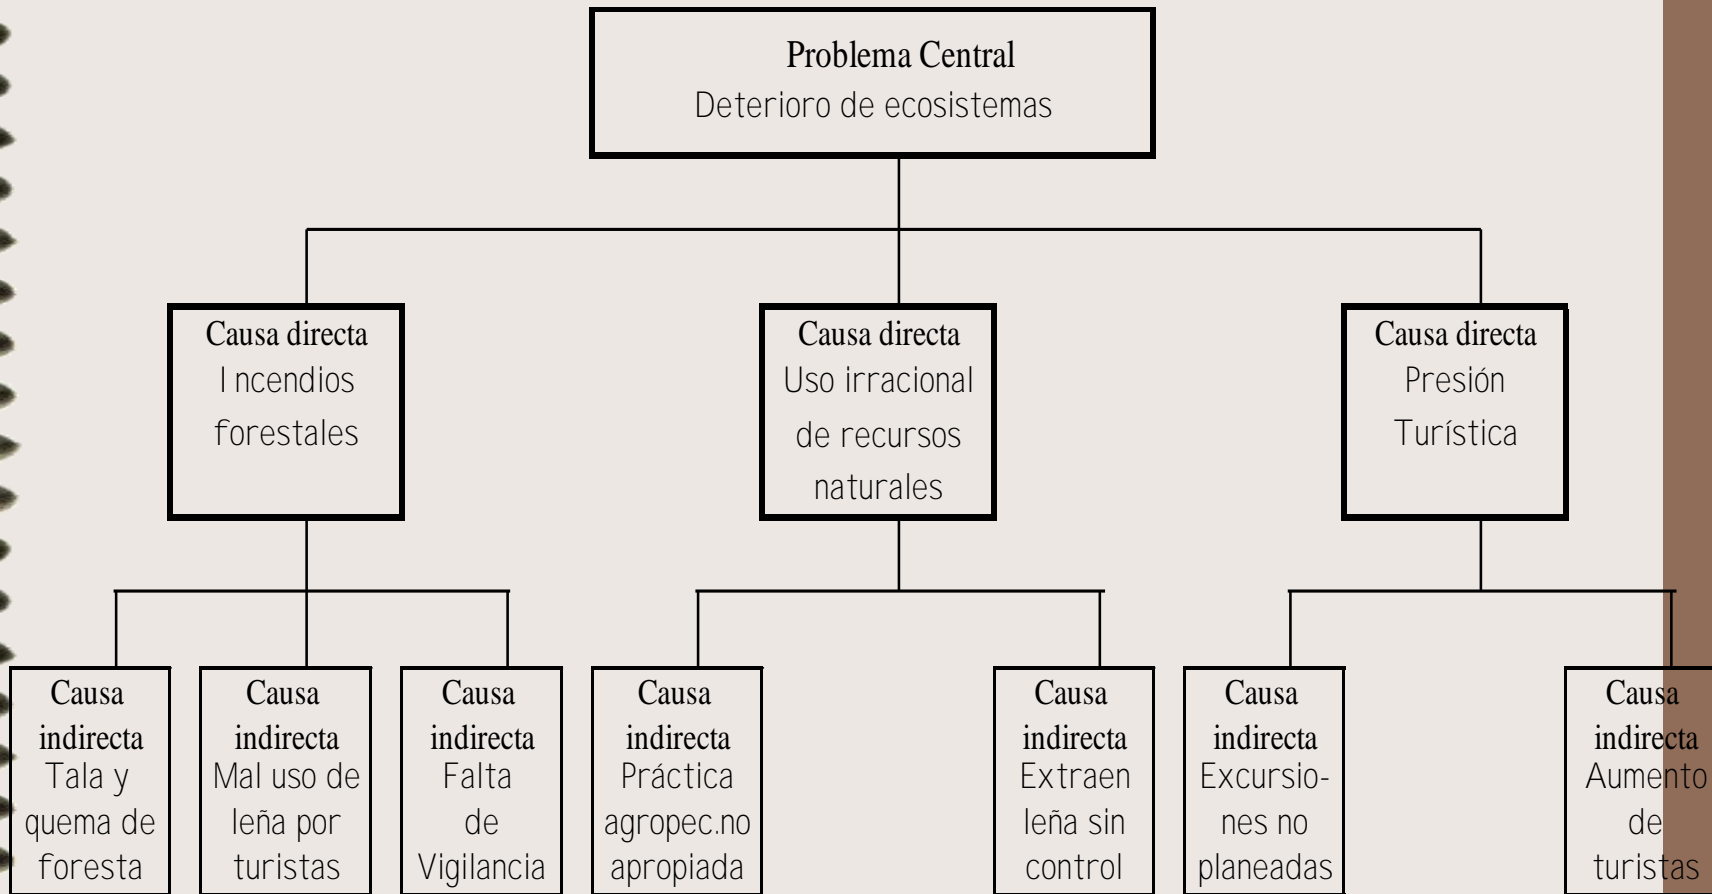 Problema Central
Deterioro de ecosistemas
Causa directa
Incendios
forestales
Causa directa
Uso irracional
de recursos
naturales
Causa directa
Presión
Turística
Causa
indirecta
Tala y
quema de
foresta
Causa
indirecta
Mal uso de
leña por
turistas
Causa
indirecta
Falta
de
Vigilancia
Causa
indirecta
Práctica
agropec.no
apropiada
Causa
indirecta
Extraen
leña sin
control
Causa
indirecta
Excursio-
nes no
planeadas
Causa
indirecta
Aumento
de
turistas